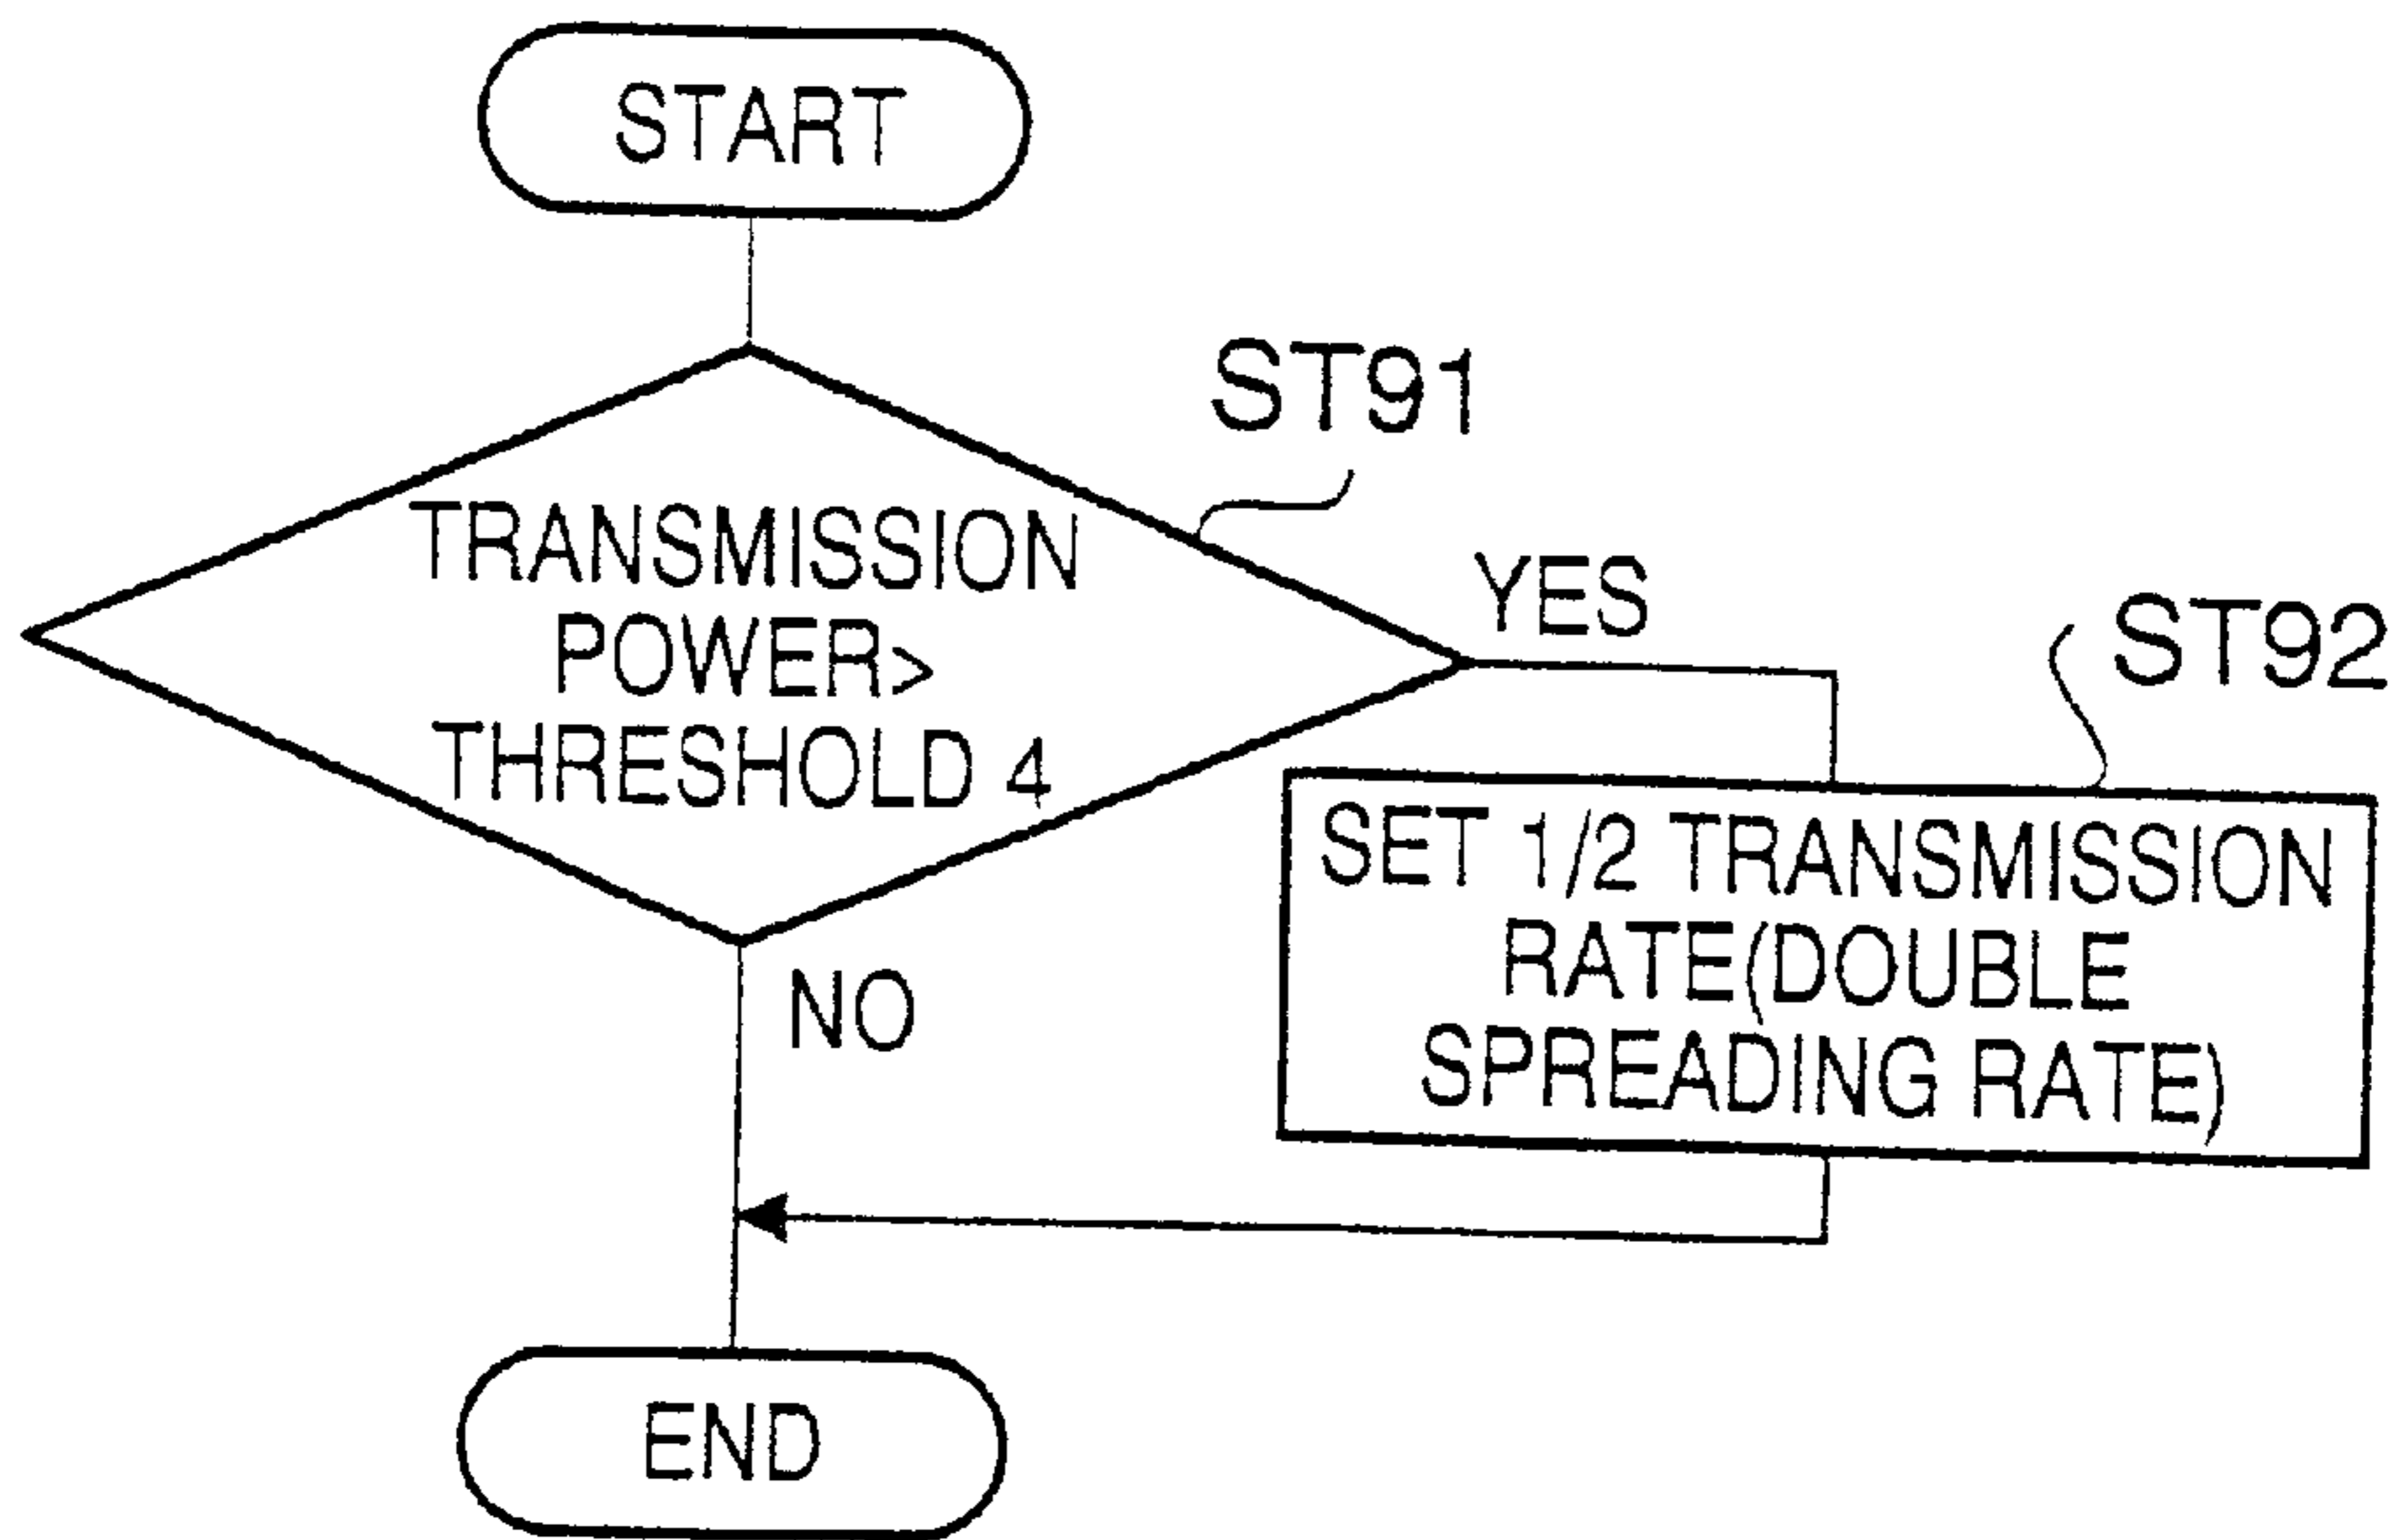 START
ST91
TRANSMISSION
POWER>
THRESHOLD 4
YES
ST92
SET 1/2 TRANSMISSION
RATE(DOUBLE
SPREADING RATE)
NO
END